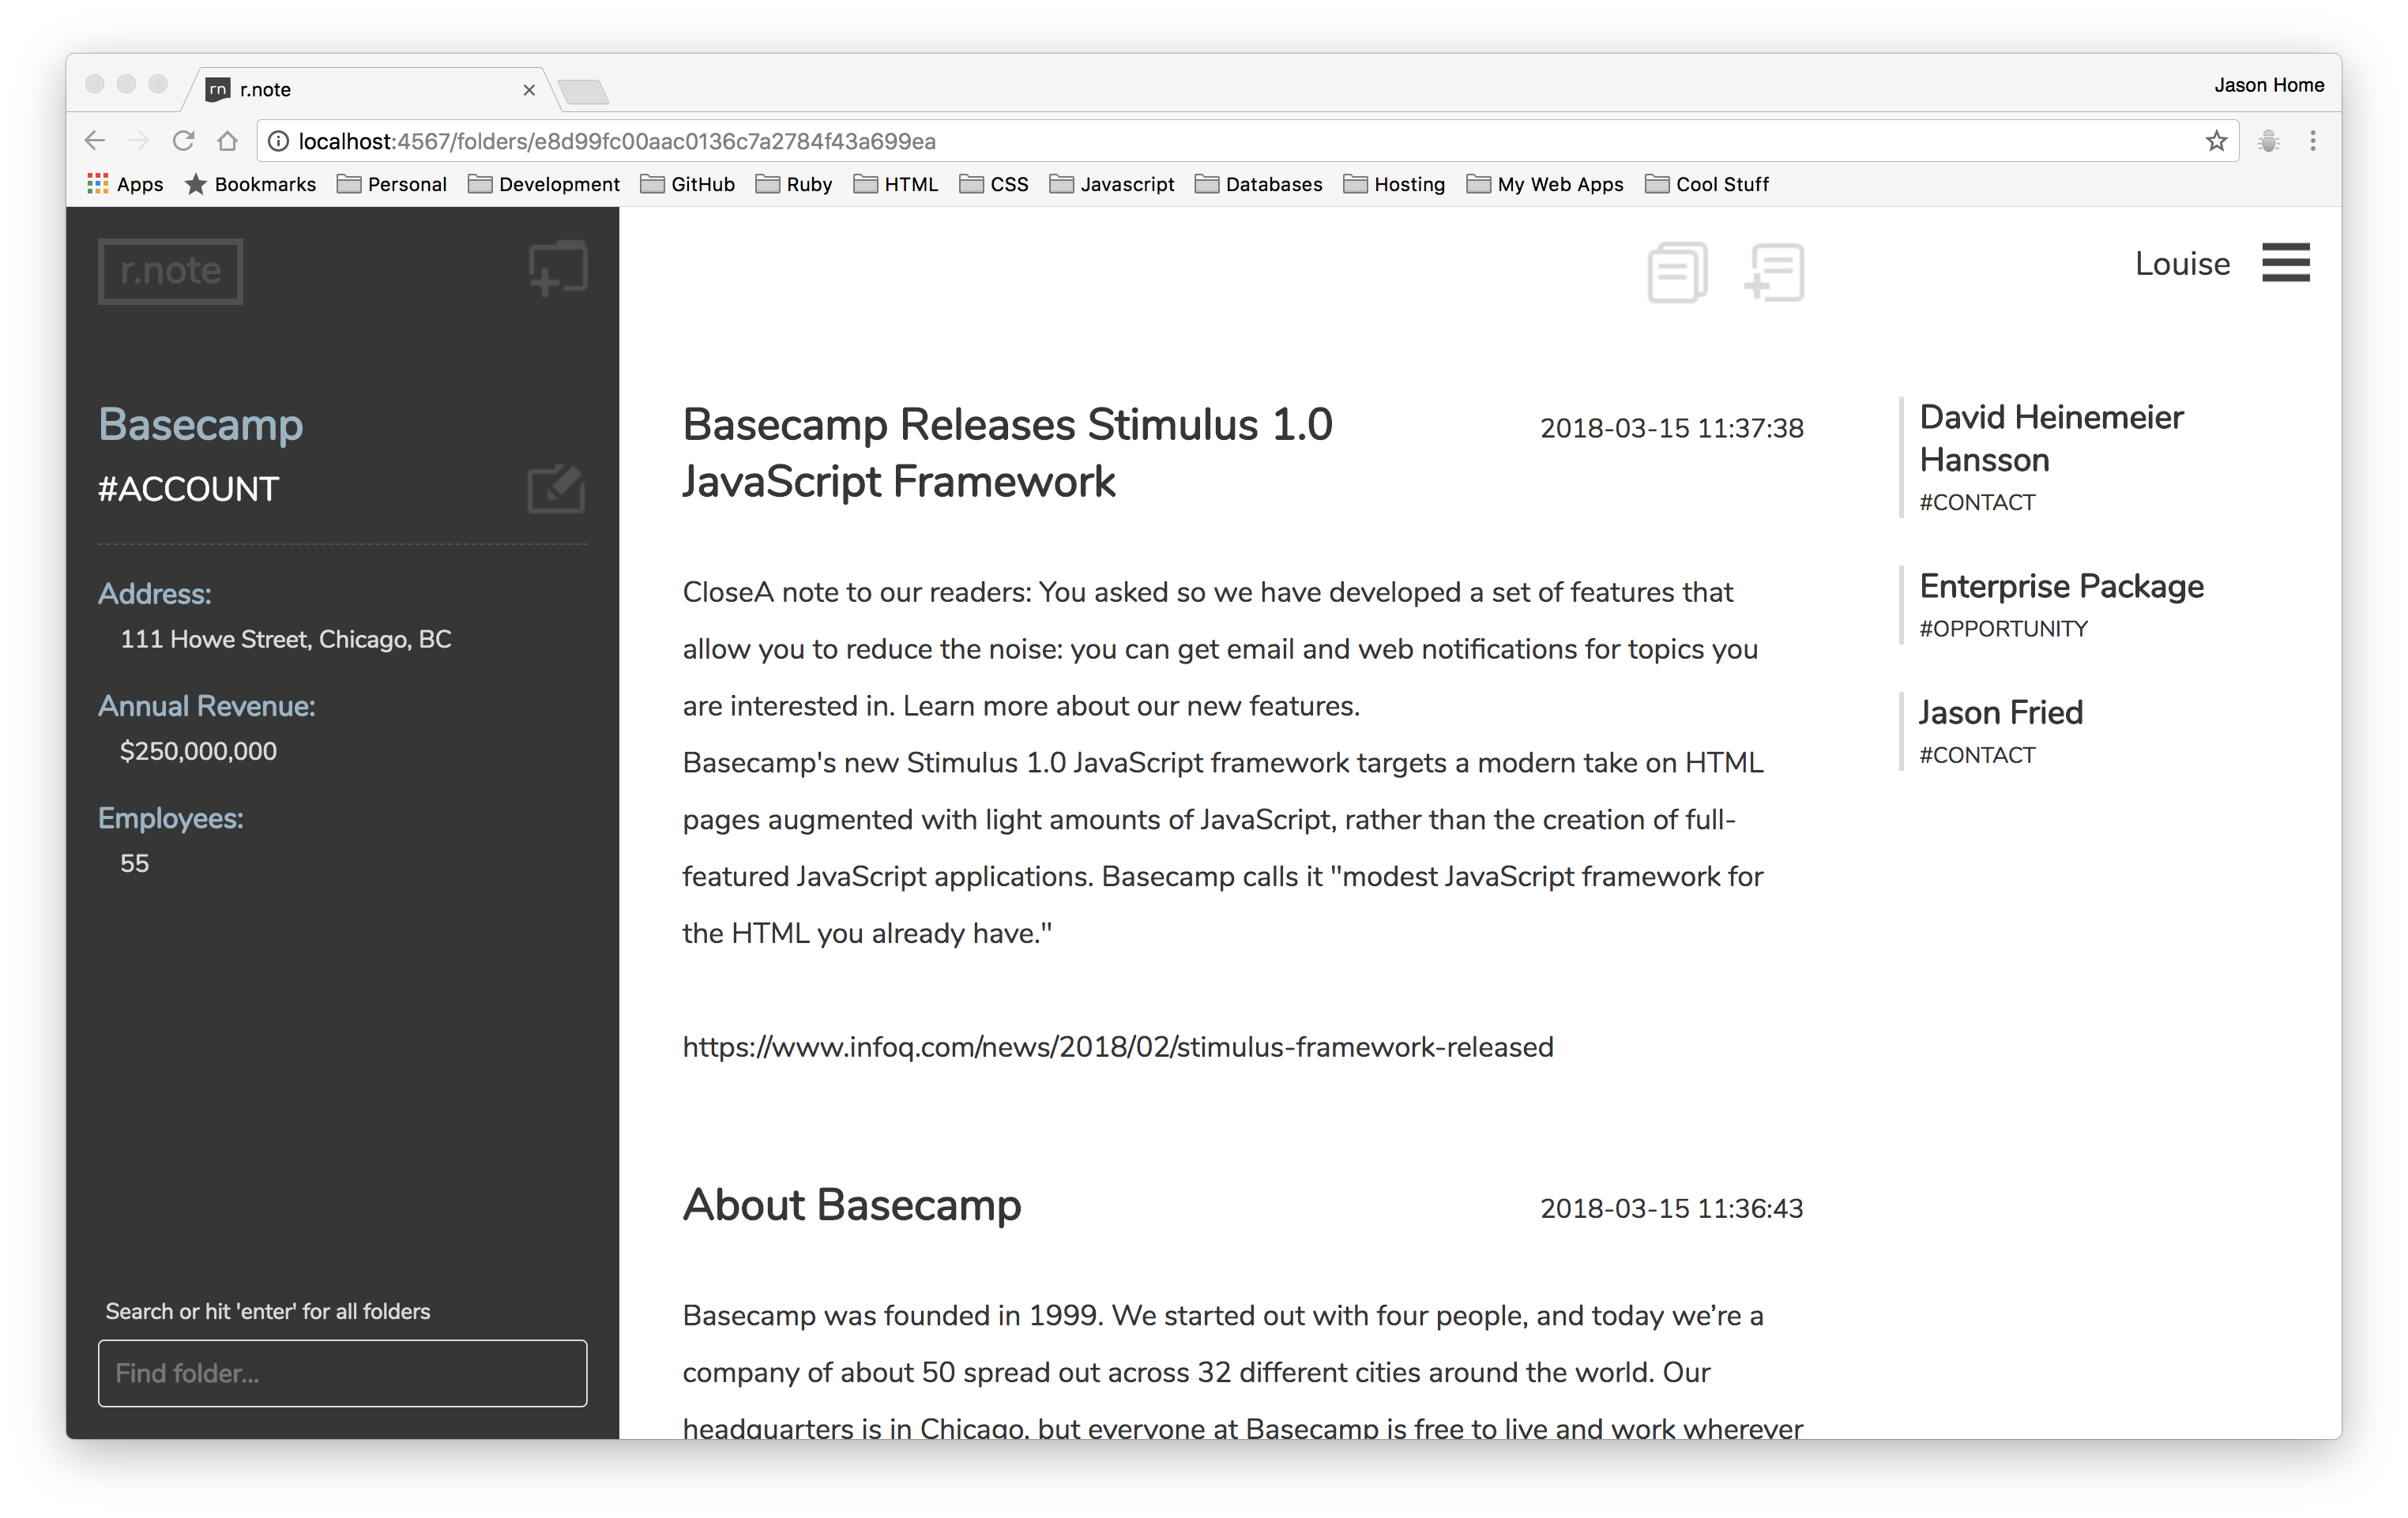 rn r.note
Jason Home
localhost:4567/folders/e8d99fc00aac0136c7a2784f43a699ea
Apps Bookmarks Personal Development GitHub Ruby HTML CSS Javascript Databases Hosting My Web Apps Cool Stuff
r.note
Basecamp
#ACCOUNT
Address:
111 Howe Street, Chicago, BC
Annual Revenue:
$250,000,000
Employees:
55
Search or hit 'enter' for all folders
Find folder...
Louise
Basecamp Releases Stimulus 1.0
JavaScript Framework
2018-03-15 11:37:38
CloseA note to our readers: You asked so we have developed a set of features that
allow you to reduce the noise: you can get email and web notifications for topics you
are interested in. Learn more about our new features.
Basecamp's new Stimulus 1.0 JavaScript framework targets a modern take on HTML
pages augmented with light amounts of JavaScript, rather than the creation of full-
featured JavaScript applications. Basecamp calls it "modest JavaScript framework for
the HTML you already have."
https://www.infoq.com/news/2018/02/stimulus-framework-released
About Basecamp
2018-03-15 11:36:43
Basecamp was founded in 1999. We started out with four people, and today we’re a
company of about 50 spread out across 32 different cities around the world. Our
headquarters is in Chicago, but everyone at Basecamp is free to live and work wherever
David Heinemeier
Hansson
#CONTACT
Enterprise Package
#OPPORTUNITY
Jason Fried
#CONTACT